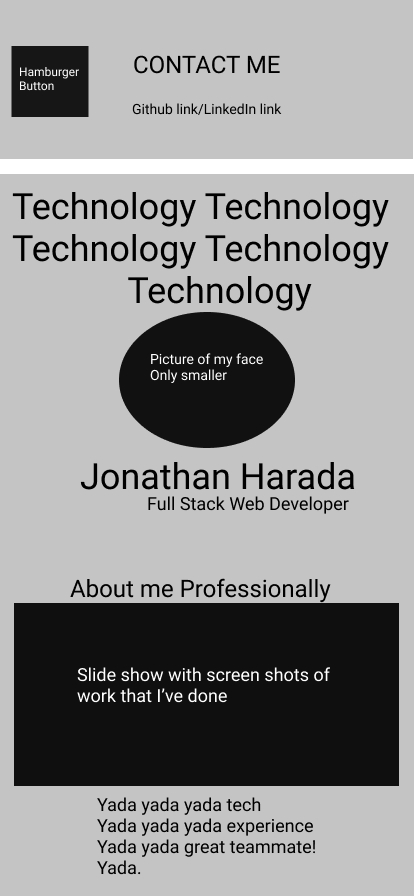 Hamburger
Button
CONTACT ME
Github link/LinkedIn link
Technology Technology
Technology Technology
Technology
Picture of my face
Only smaller
Jonathan Harada
Full Stack Web Developer
About me Professionally
Slide show with screen shots of
work that I’ve done
Yada yada yada tech
Yada yada yada experience
Yada yada great teammate!
Yada.